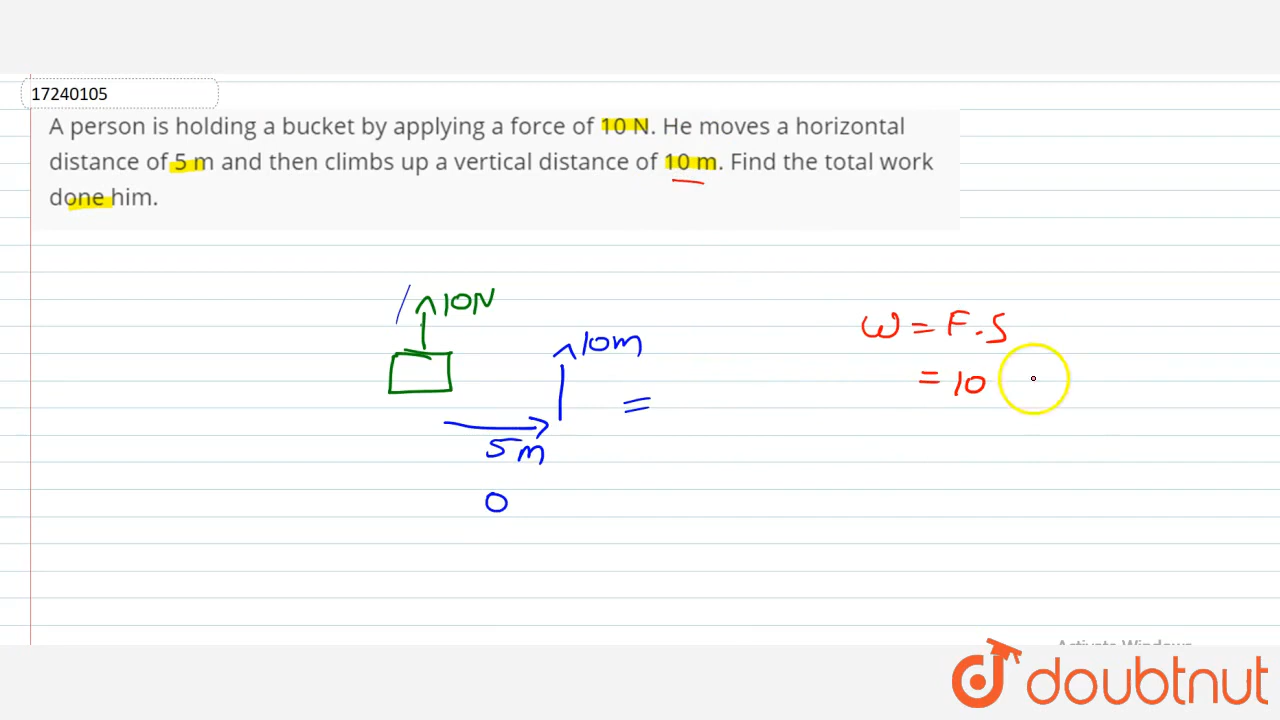 17240105
A person is holding a bucket by applying a force of 10 N. He moves a horizontal
distance of 5 m and then climbs up a vertical distance of 10 m. Find the total work
done him.
10N
10m
=
5m
0
W = F.S
= 10
doubtnut